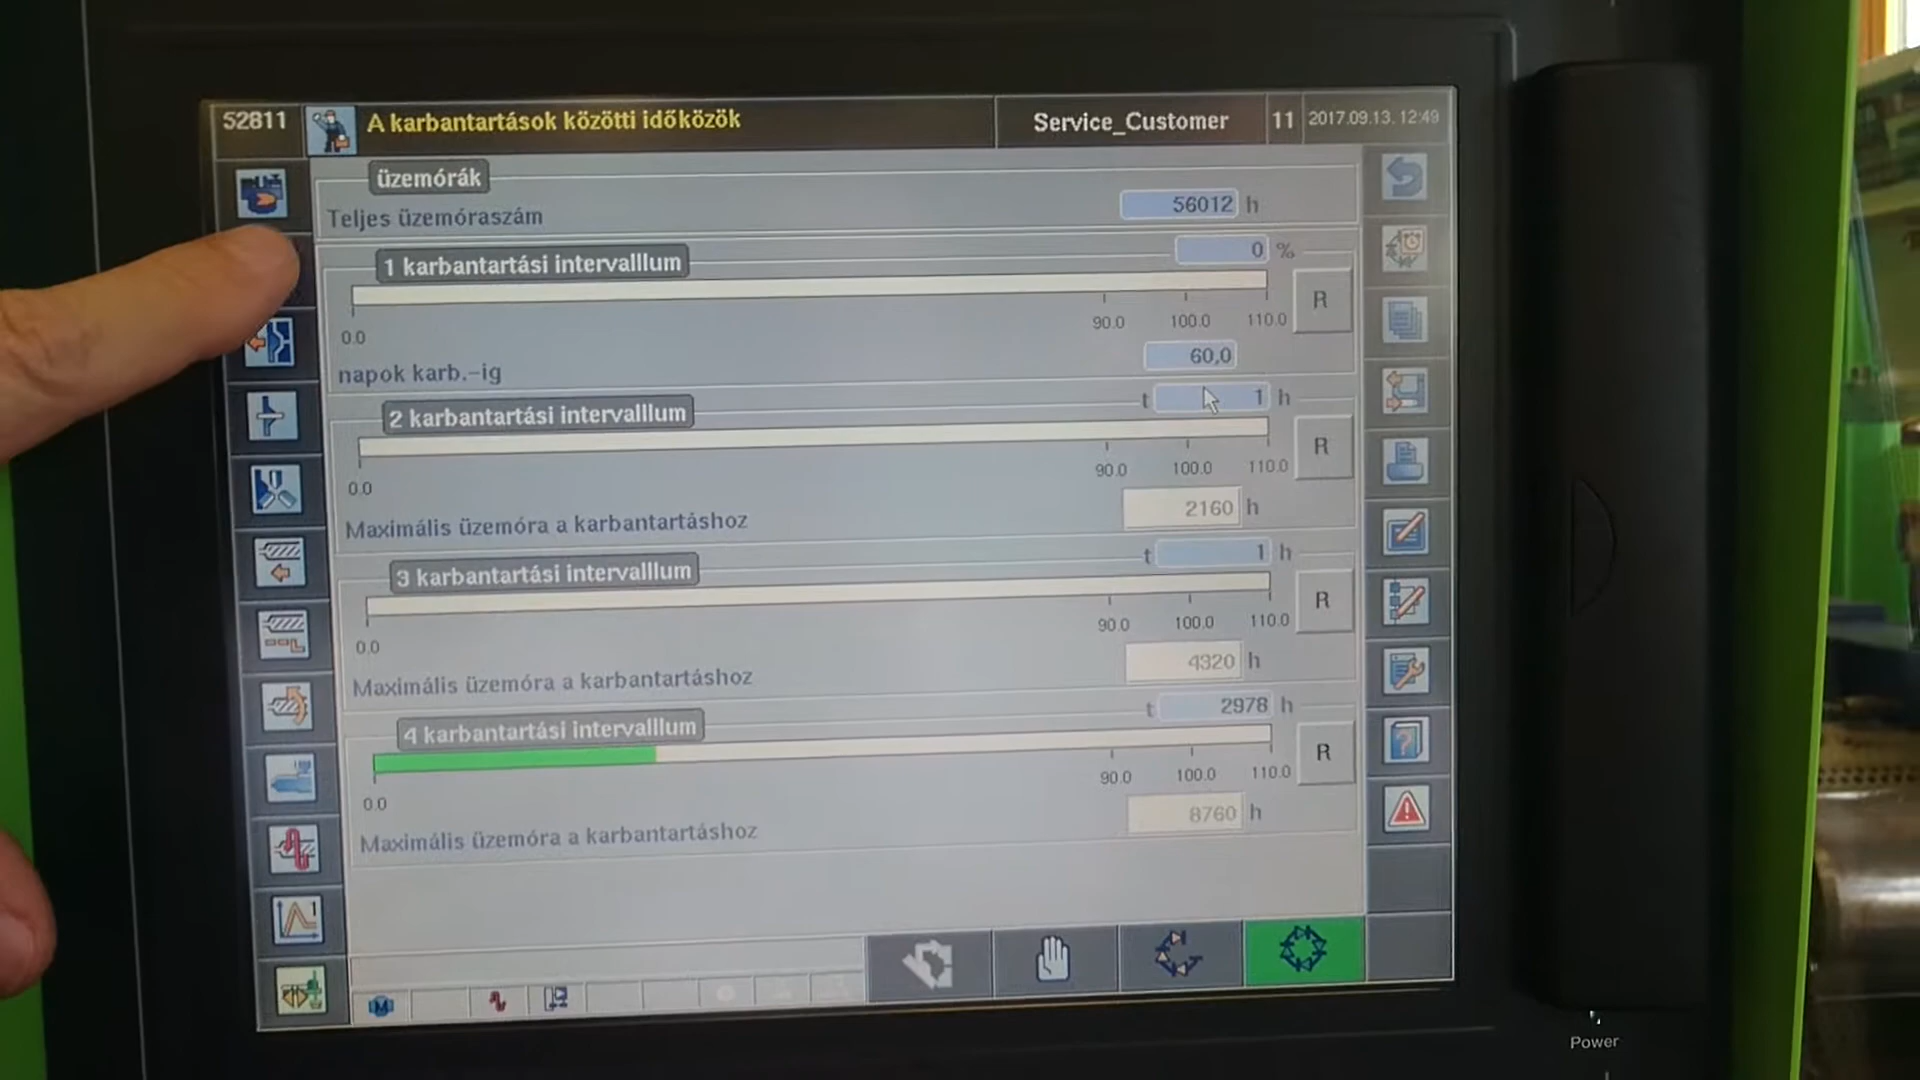 52811 A karbantartások közötti időközök Service_Customer 11 2017.09.13. 12:49
üzemórák
Teljes üzemóraszám 56012 h
1 karbantartási intervalllum 0 %
R
0.0 90.0 100.0 110.0
napok karb.-ig 60,0
2 karbantartási intervalllum t 1 h
R
0.0 90.0 100.0 110.0
Maximális üzemóra a karbantartáshoz 2160 h
3 karbantartási intervalllum t 1 h
R
0.0 90.0 100.0 110.0
Maximális üzemóra a karbantartáshoz 4320 h
4 karbantartási intervalllum t 2978 h
R
0.0 90.0 100.0 110.0
Maximális üzemóra a karbantartáshoz 8760 h
M
Power